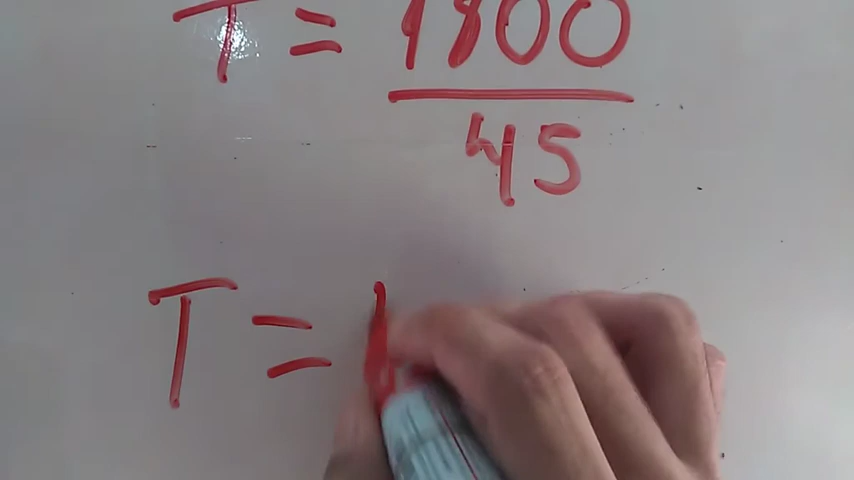 T = 1800
45
T =